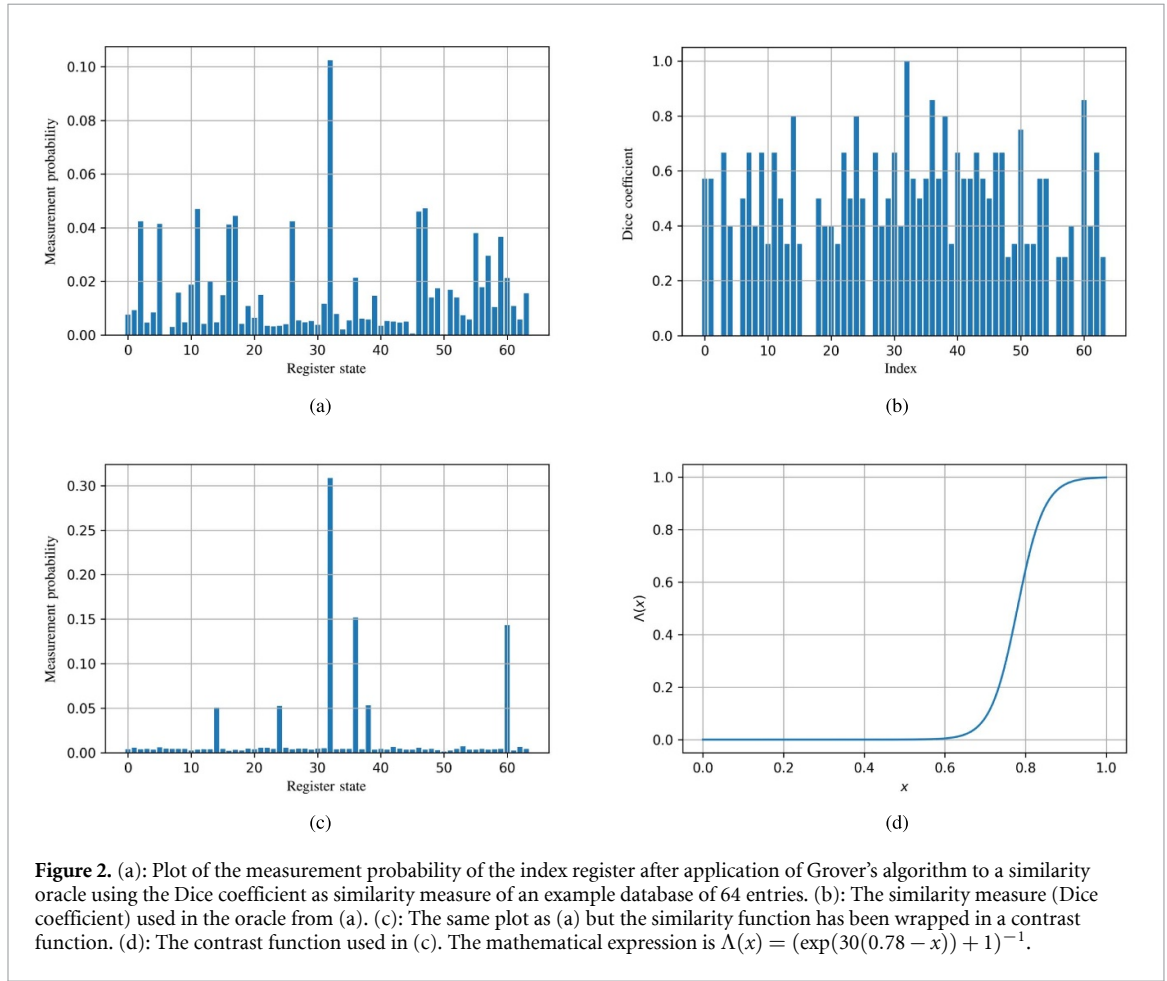 0.10
0.08
0.06
0.04
0.02
0.00
Measurement probability
0 10 20 30 40 50 60
Register state
(a)
1.0
0.8
0.6
0.4
0.2
0.0
Dice coefficient
0 10 20 30 40 50 60
Index
(b)
0.30
0.25
0.20
0.15
0.10
0.05
0.00
Measurement probability
0 10 20 30 40 50 60
Register state
(c)
1.0
0.8
0.6
0.4
0.2
0.0
Λ(x)
0.0 0.2 0.4 0.6 0.8 1.0
x
(d)
Figure 2. (a): Plot of the measurement probability of the index register after application of Grover's algorithm to a similarity
oracle using the Dice coefficient as similarity measure of an example database of 64 entries. (b): The similarity measure (Dice
coefficient) used in the oracle from (a). (c): The same plot as (a) but the similarity function has been wrapped in a contrast
function. (d): The contrast function used in (c). The mathematical expression is Λ(x) = (exp(30(0.78 − x)) + 1)⁻¹.